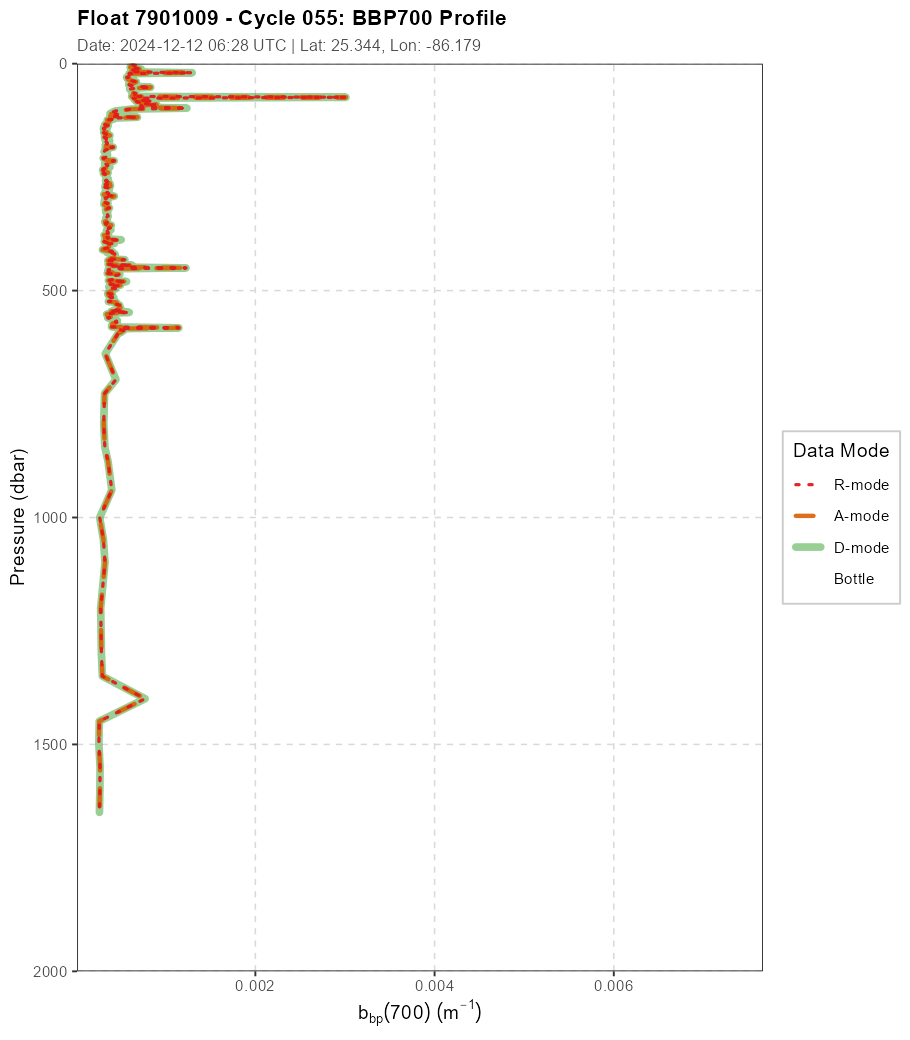 Float 7901009 - Cycle 055: BBP700 Profile
Date: 2024-12-12 06:28 UTC | Lat: 25.344, Lon: -86.179
0
500
1000
1500
2000
Pressure (dbar)
0.002 0.004 0.006
b_bp(700) (m⁻¹)
Data Mode
R-mode
A-mode
D-mode
Bottle